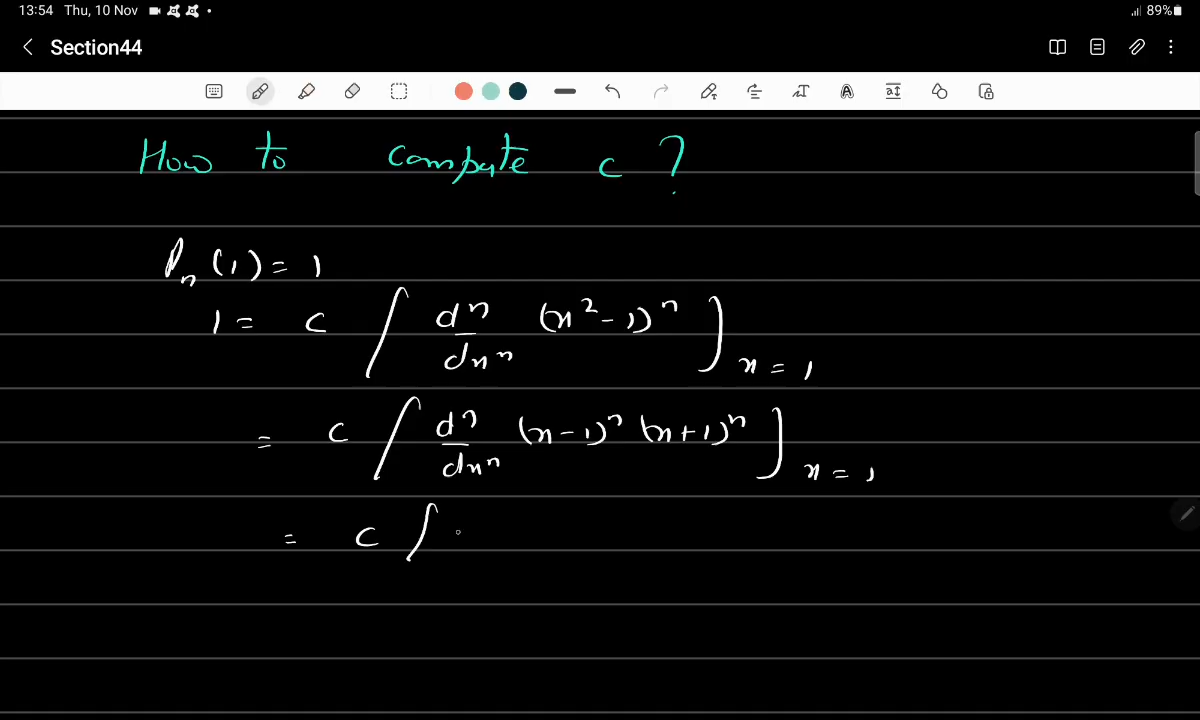 13:54 Thu, 10 Nov 89%
Section44
How to compute c ?
Pₙ(1) = 1
1 = c [ dⁿ/dxⁿ (x² - 1)ⁿ ]ₓ ₌ ₁
= c [ dⁿ/dxⁿ (x - 1)ⁿ (x + 1)ⁿ ]ₓ ₌ ₁
= c [